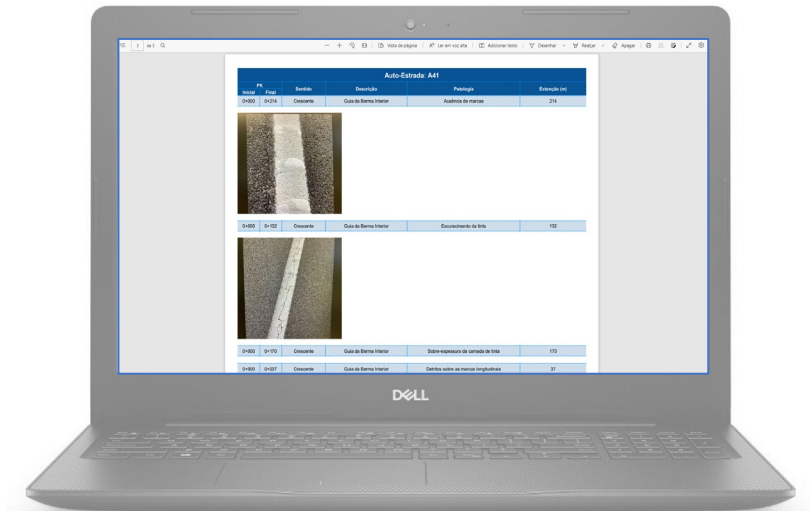 Vista de página | Ler em voz alta | Adicionar texto | Desenhar | Realçar | Apagar
Auto-Estrada: A41
PK
Inicial Final Sentido Descrição Patologia Extenção (m)
0+000 0+214 Crescente Guia da Berma Interior Ausência de marcas 214
0+000 0+132 Crescente Guia da Berma Interior Escurecimento da tinta 132
0+000 0+170 Crescente Guia da Berma Interior Sobre-espessura da camada de tinta 170
0+000 0+037 Crescente Guia da Berma Interior Detritos sobre as marcas longitudinais 37
DELL